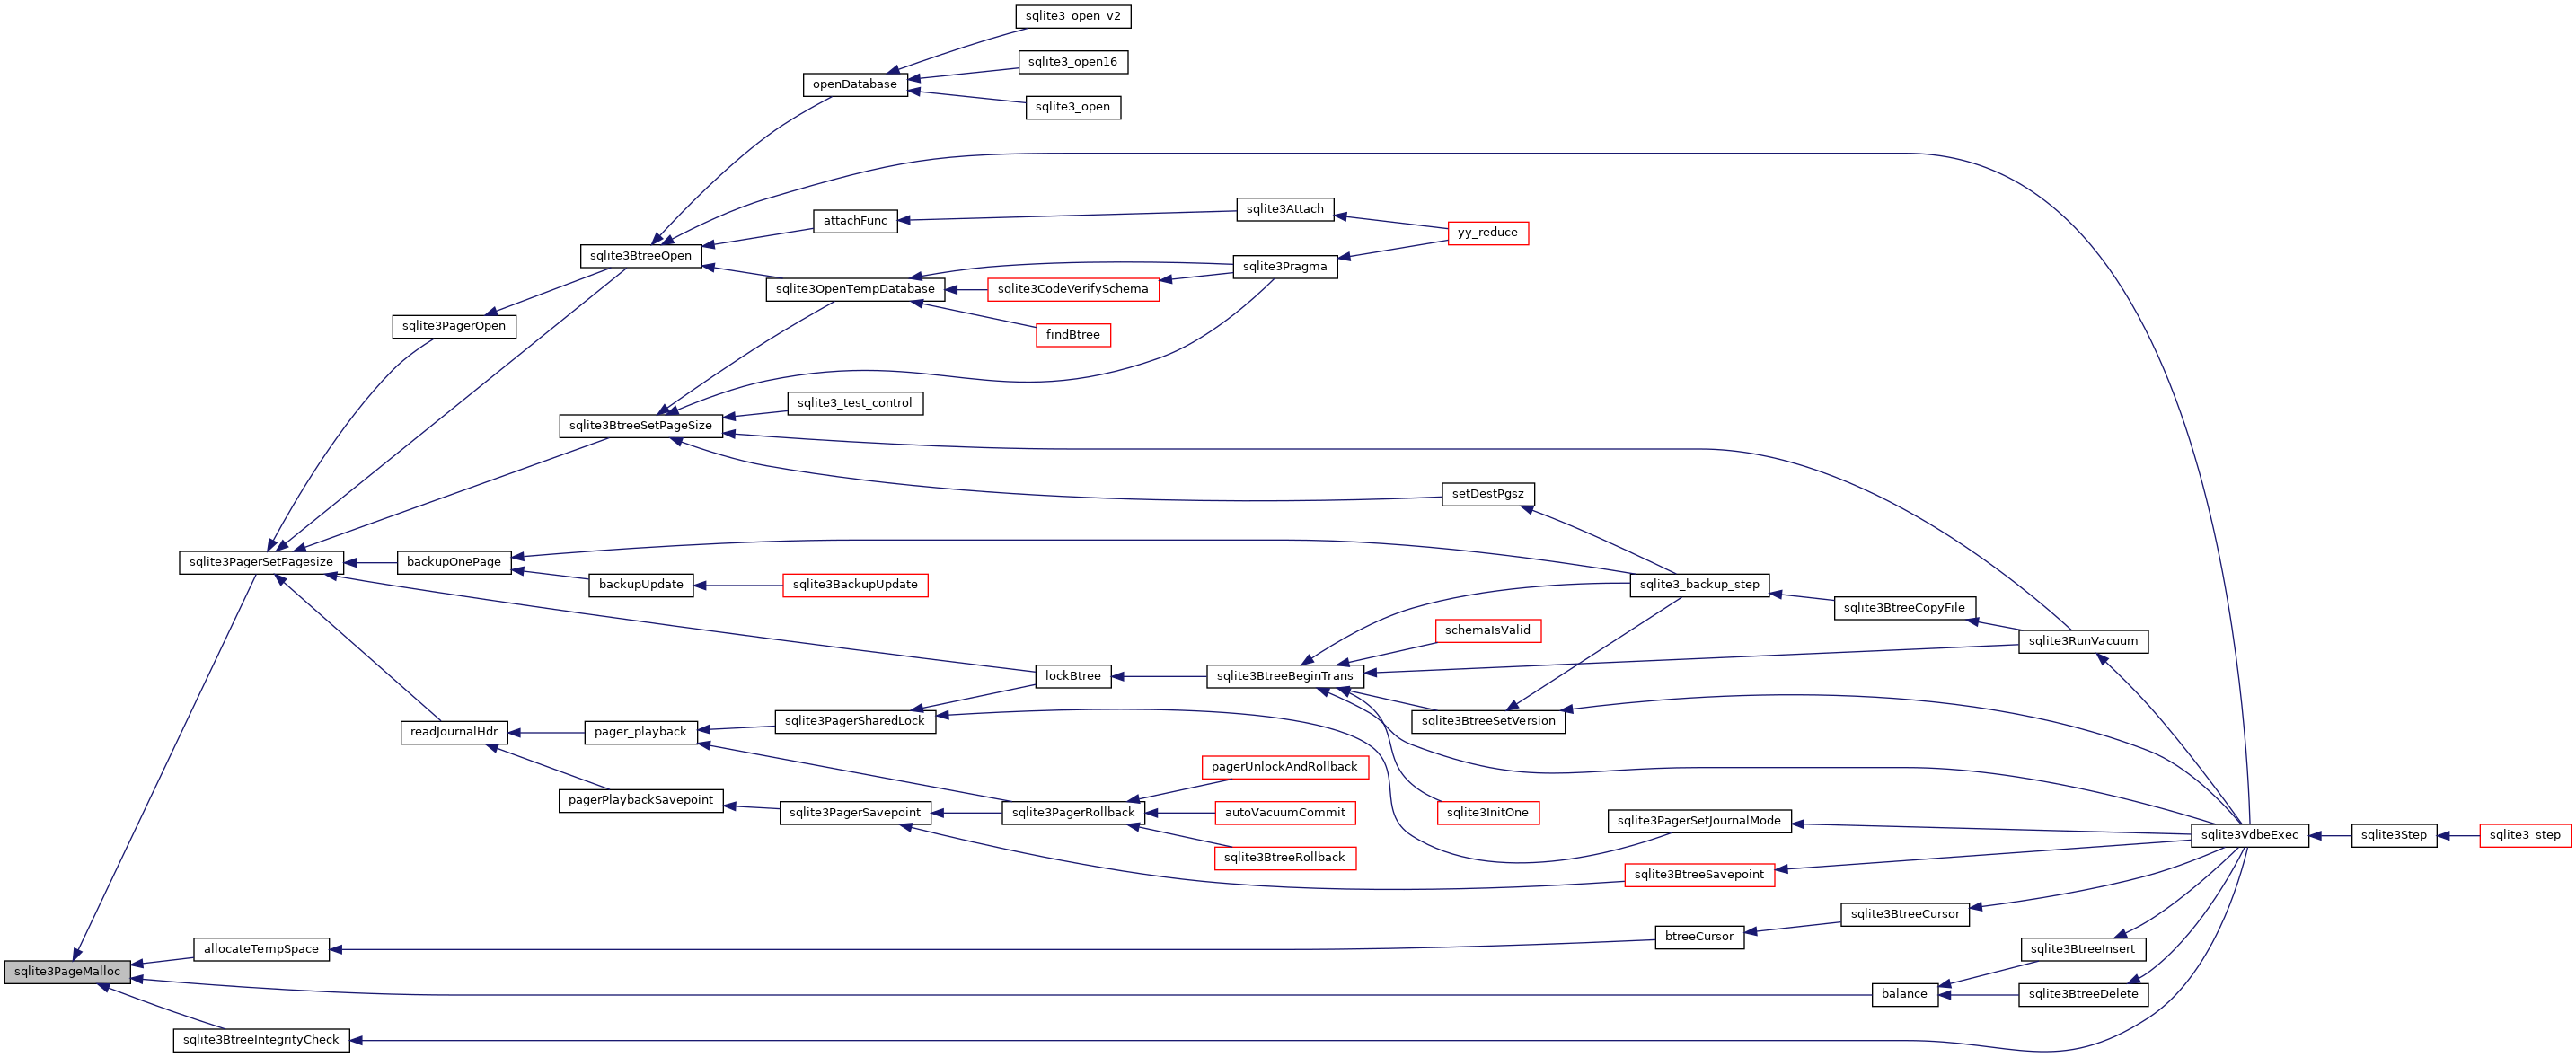 sqlite3_open_v2
sqlite3_open16
openDatabase
sqlite3_open
sqlite3Attach
attachFunc
yy_reduce
sqlite3BtreeOpen
sqlite3Pragma
sqlite3OpenTempDatabase
sqlite3CodeVerifySchema
sqlite3PagerOpen
findBtree
sqlite3_test_control
sqlite3BtreeSetPageSize
setDestPgsz
sqlite3PagerSetPagesize
backupOnePage
backupUpdate
sqlite3BackupUpdate
sqlite3_backup_step
sqlite3BtreeCopyFile
schemaIsValid
sqlite3RunVacuum
lockBtree
sqlite3BtreeBeginTrans
sqlite3PagerSharedLock
sqlite3BtreeSetVersion
readJournalHdr
pager_playback
pagerUnlockAndRollback
pagerPlaybackSavepoint
sqlite3PagerSavepoint
sqlite3PagerRollback
autoVacuumCommit
sqlite3InitOne
sqlite3PagerSetJournalMode
sqlite3VdbeExec
sqlite3Step
sqlite3_step
sqlite3BtreeRollback
sqlite3BtreeSavepoint
sqlite3BtreeCursor
btreeCursor
allocateTempSpace
sqlite3BtreeInsert
sqlite3PageMalloc
balance
sqlite3BtreeDelete
sqlite3BtreeIntegrityCheck